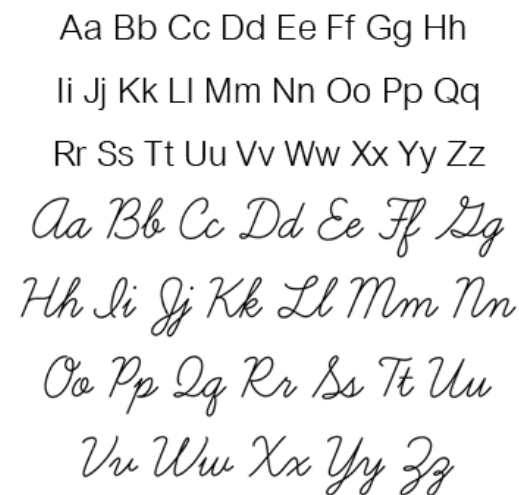 Aa Bb Cc Dd Ee Ff Gg Hh
Ii Jj Kk Ll Mm Nn Oo Pp Qq
Rr Ss Tt Uu Vv Ww Xx Yy Zz
Aa Bb Cc Dd Ee Ff Gg
Hh Ii Jj Kk Ll Mm Nn
Oo Pp Qq Rr Ss Tt Uu
Vv Ww Xx Yy Zz